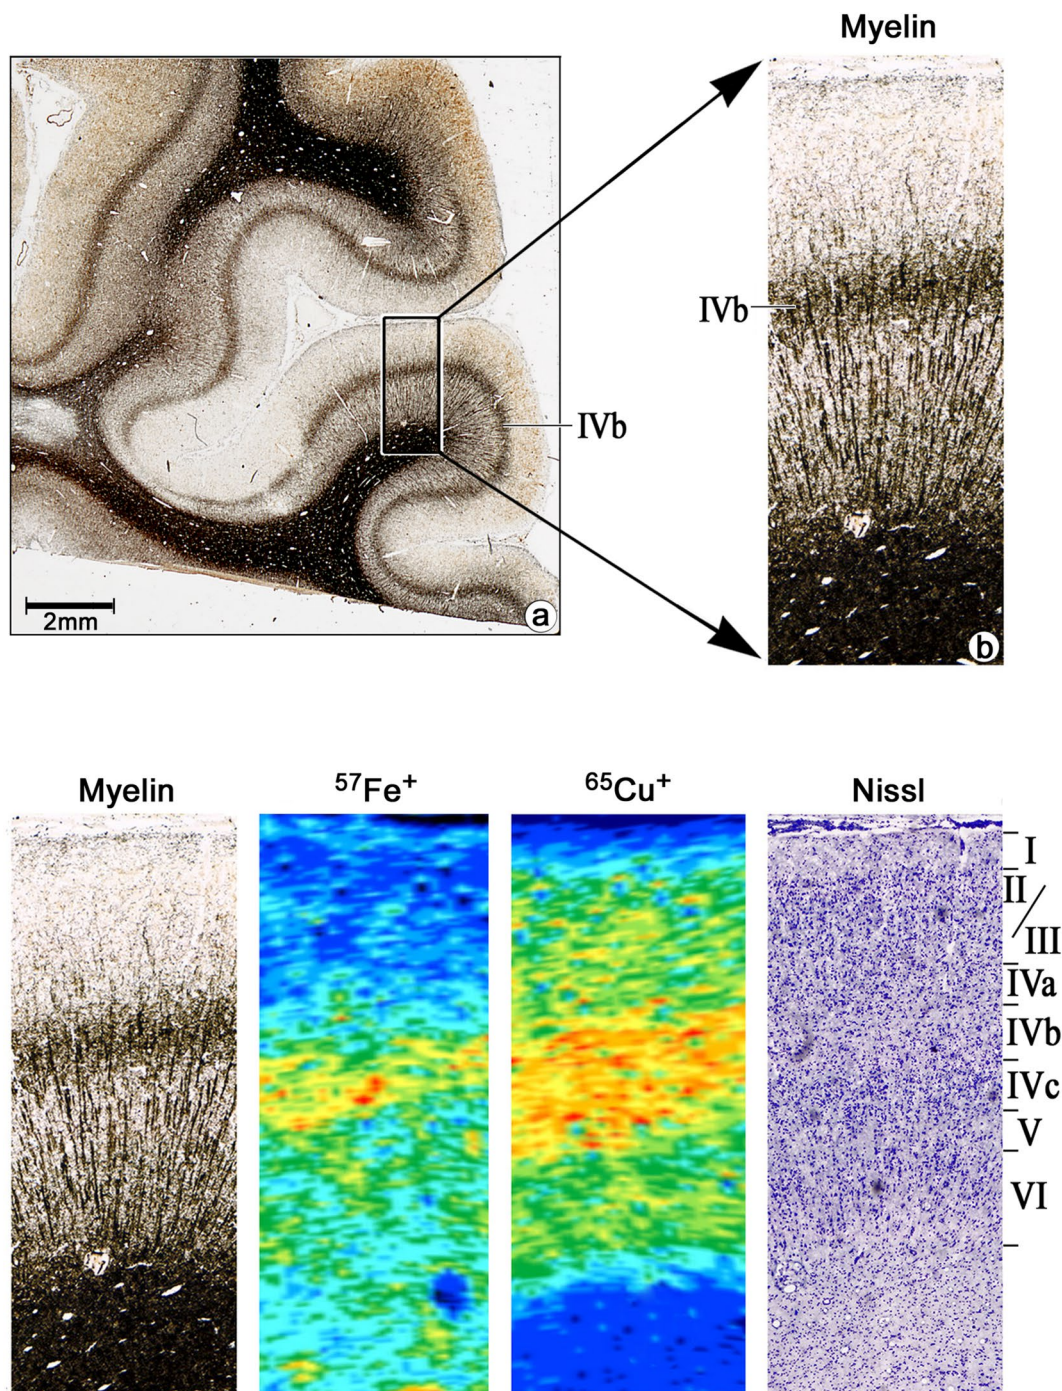 Myelin
IVb
IVb
2mm
a
b
Myelin
⁵⁷Fe⁺
⁶⁵Cu⁺
Nissl
I
II
III
IVa
IVb
IVc
V
VI